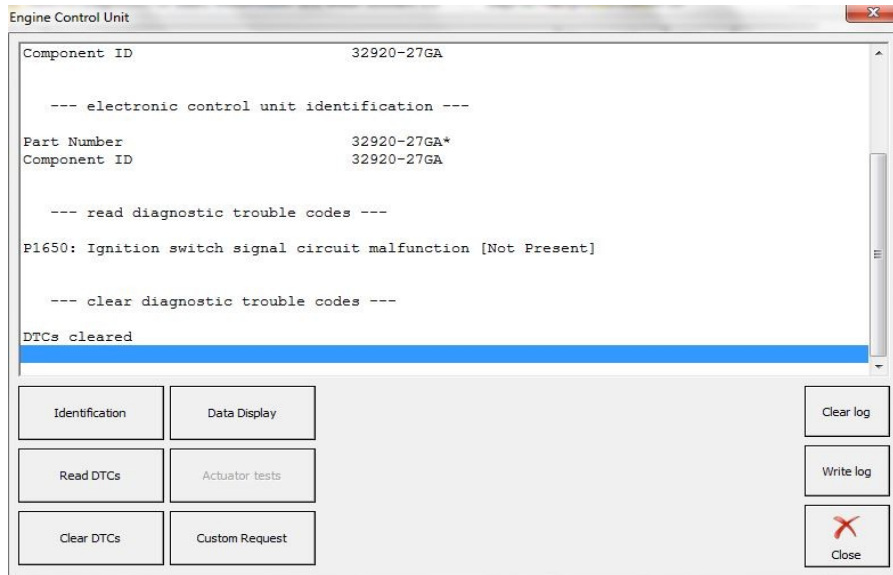 Engine Control Unit
Component ID 32920-27GA
--- electronic control unit identification ---
Part Number 32920-27GA*
Component ID 32920-27GA
--- read diagnostic trouble codes ---
P1650: Ignition switch signal circuit malfunction [Not Present]
--- clear diagnostic trouble codes ---
DTCs cleared
Identification Data Display Clear log
Read DTCs Actuator tests Write log
Clear DTCs Custom Request Close